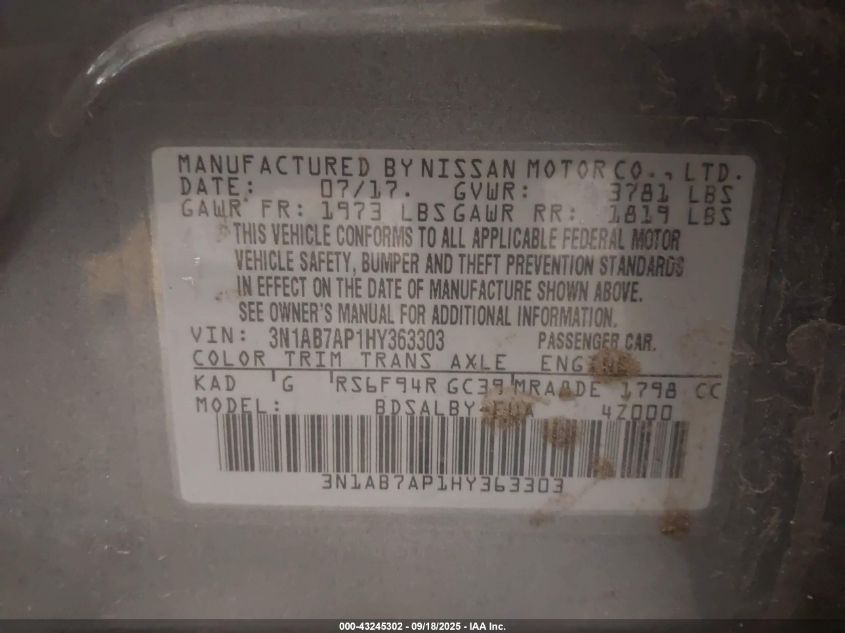 MANUFACTURED BY NISSAN MOTOR CO., LTD.
DATE: 07/17. GVWR: 3781 LBS
GAWR FR: 1973 LBS GAWR RR: 1819 LBS
THIS VEHICLE CONFORMS TO ALL APPLICABLE FEDERAL MOTOR
VEHICLE SAFETY, BUMPER AND THEFT PREVENTION STANDARDS
IN EFFECT ON THE DATE OF MANUFACTURE SHOWN ABOVE.
SEE OWNER'S MANUAL FOR ADDITIONAL INFORMATION.
VIN: 3N1AB7AP1HY363303 PASSENGER CAR.
COLOR TRIM TRANS AXLE ENGINE
KAD G RS6F94R GC39 MRA8DE 1798 CC
MODEL: 4Z000
3N1AB7AP1HY363303
000-43245302 - 09/18/2025 - IAA Inc.